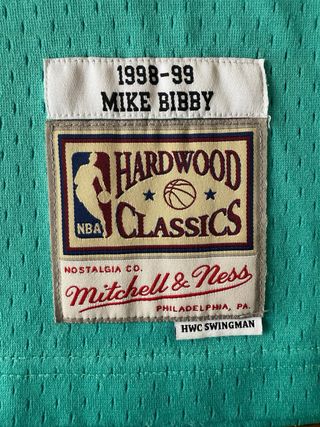 1998-99
MIKE BIBBY
HARDWOOD
NBA
CLASSICS
NOSTALGIA CO.
Mitchell & Ness
PHILADELPHIA, PA.
HWC SWINGMAN